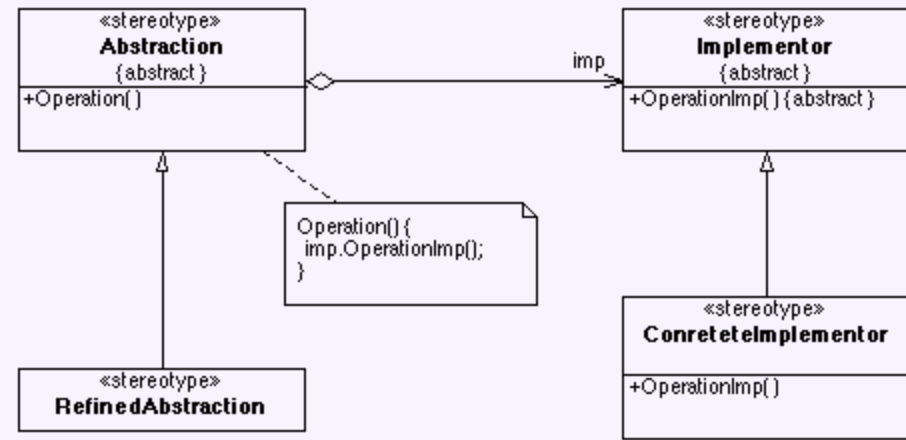 «stereotype»
Abstraction
{abstract}
+Operation()
imp
«stereotype»
Implementor
{abstract}
+OperationImp() {abstract}
Operation() {
imp.OperationImp();
}
«stereotype»
RefinedAbstraction
«stereotype»
ConreteteImplementor
+OperationImp()